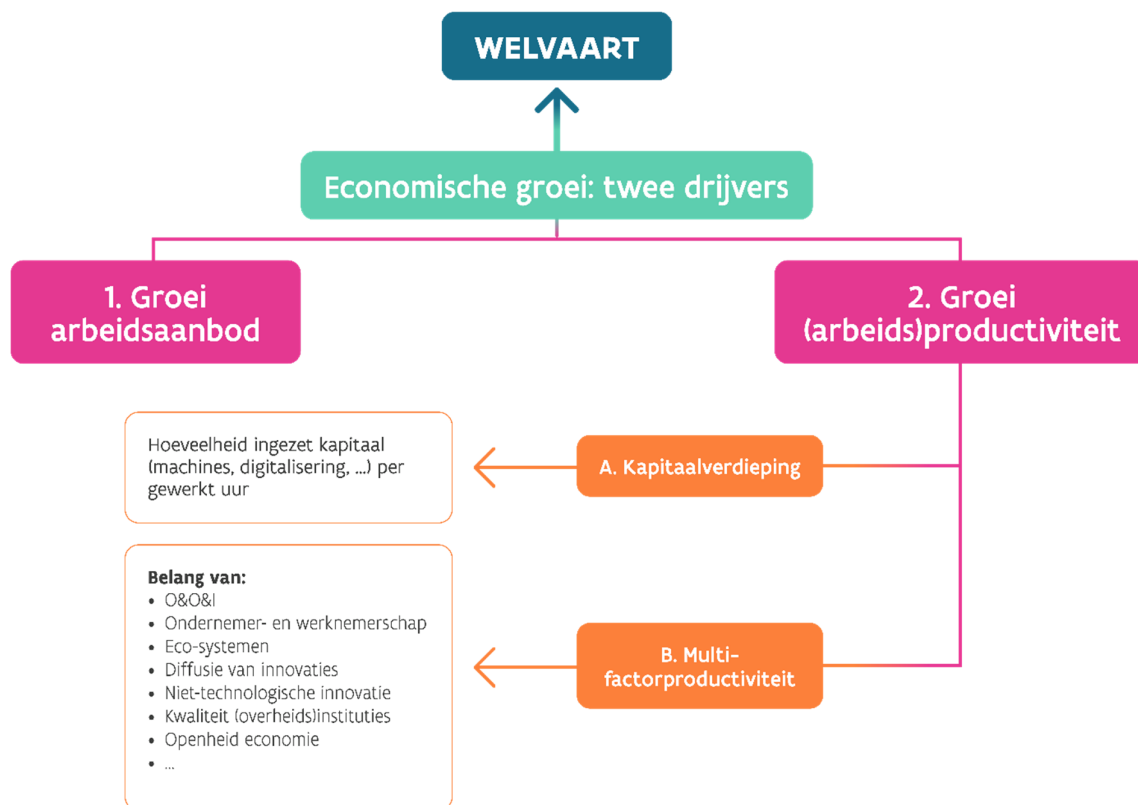 WELVAART
Economische groei: twee drijvers
1. Groei
arbeidsaanbod
2. Groei
(arbeids)productiviteit
Hoeveelheid ingezet kapitaal
(machines, digitalisering, ...) per
gewerkt uur
A. Kapitaalverdieping
Belang van:
• O&O&I
• Ondernemer- en werknemerschap
• Eco-systemen
• Diffusie van innovaties
• Niet-technologische innovatie
• Kwaliteit (overheids)instituties
• Openheid economie
• ...
B. Multi-
factorproductiviteit